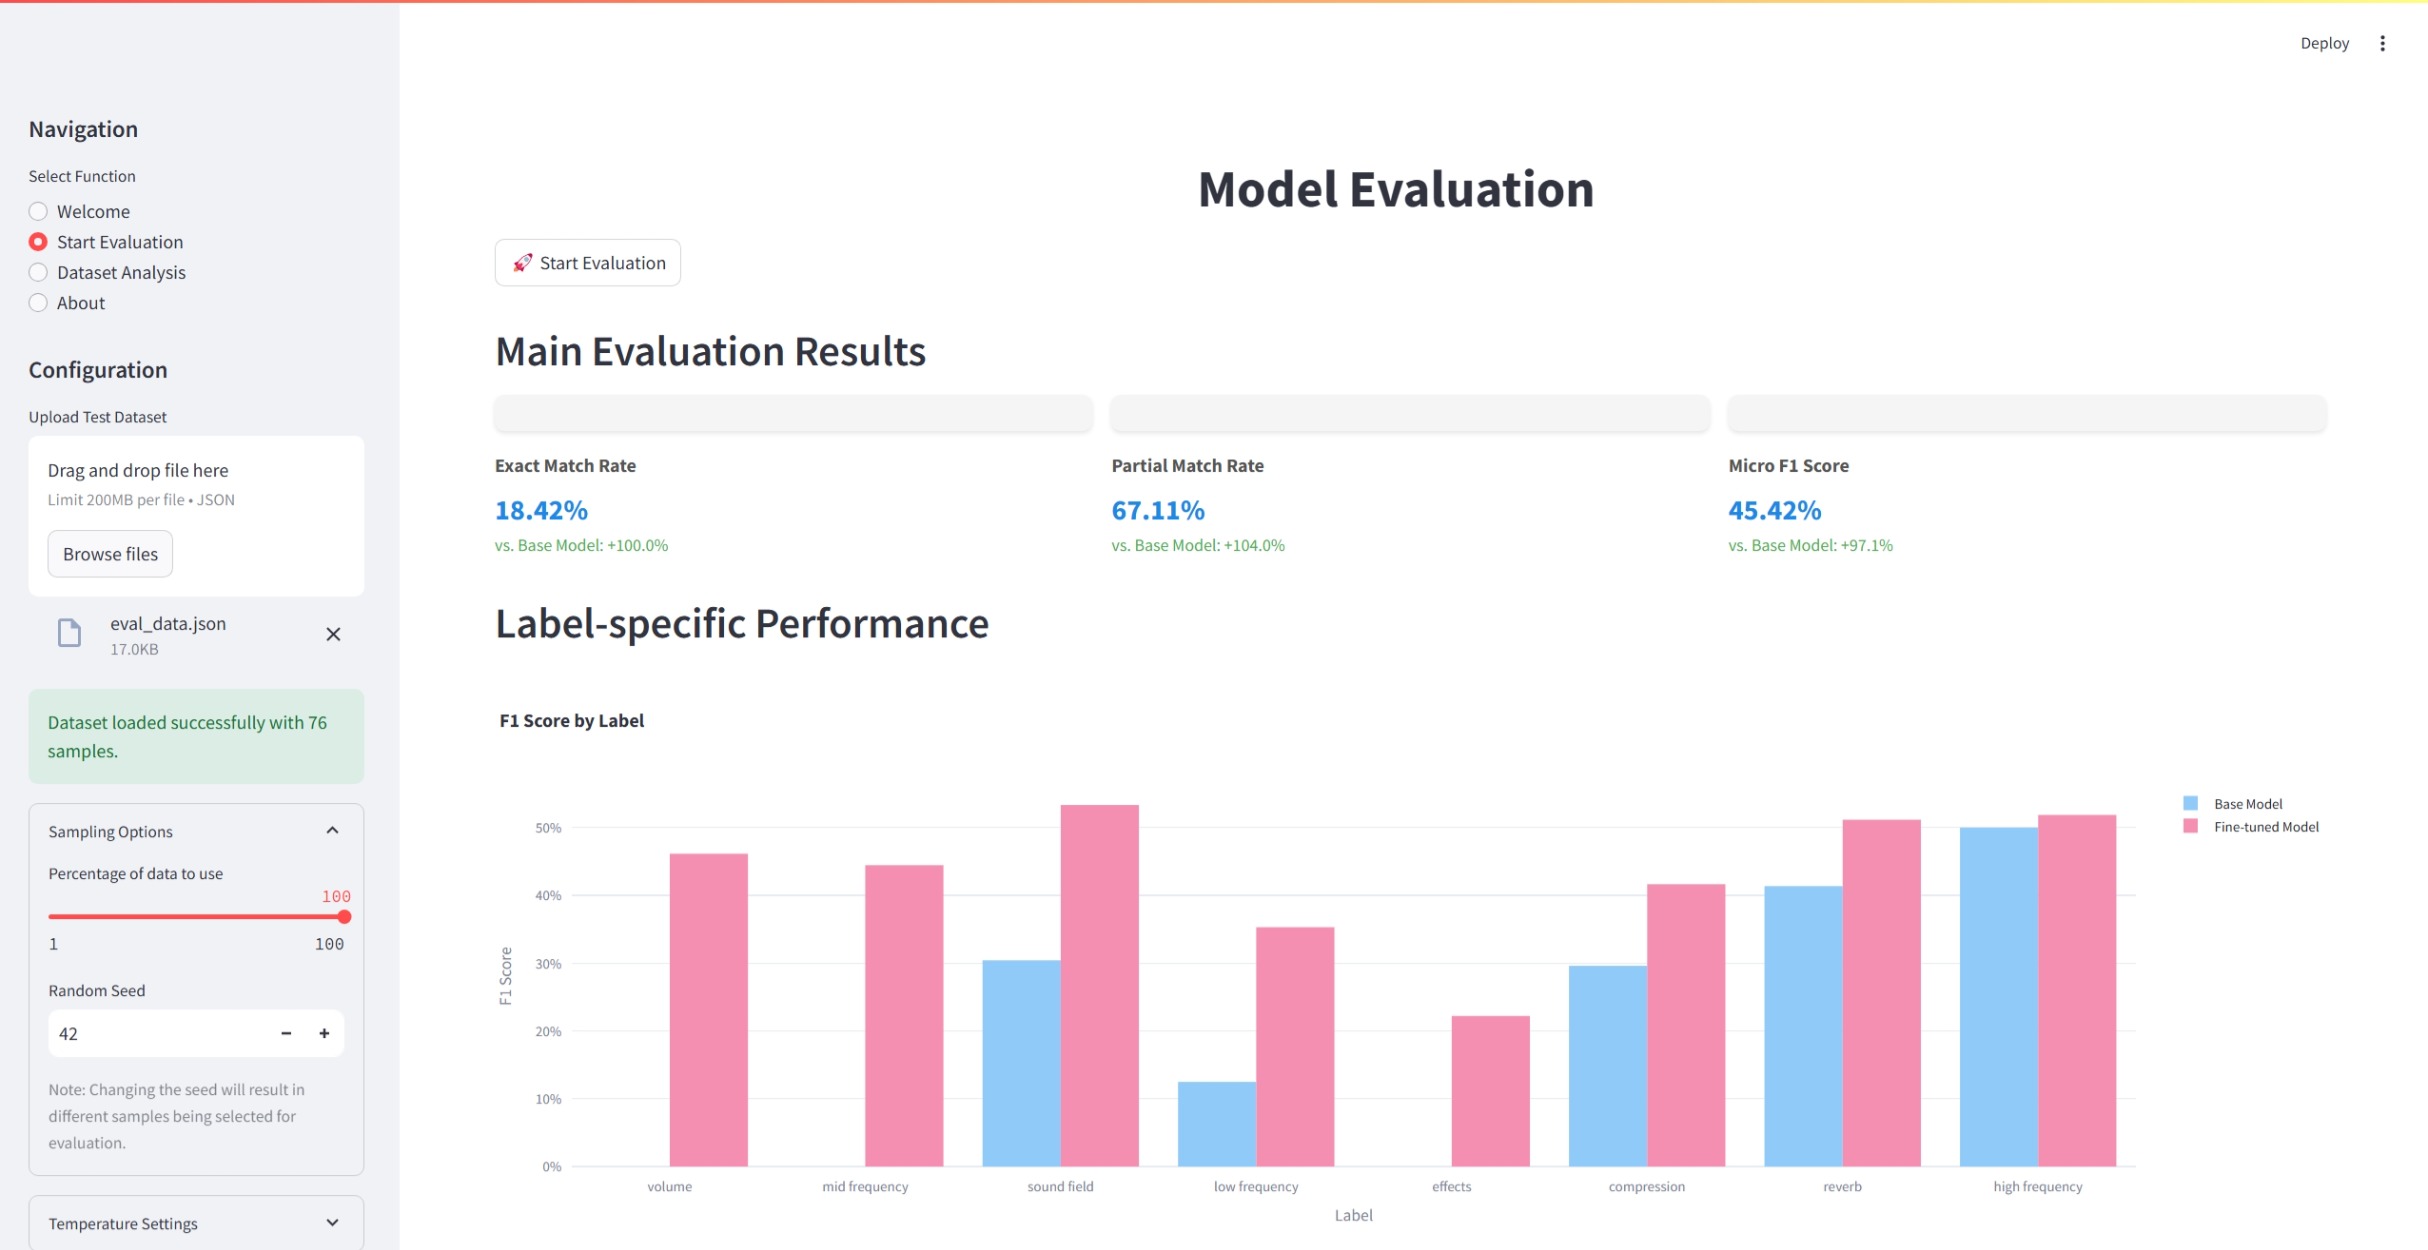 Deploy
Navigation
Select Function
Welcome
Start Evaluation
Dataset Analysis
About
Configuration
Upload Test Dataset
Drag and drop file here
Limit 200MB per file • JSON
Browse files
eval_data.json
17.0KB
Dataset loaded successfully with 76
samples.
Sampling Options
Percentage of data to use
100
1 100
Random Seed
42
Note: Changing the seed will result in
different samples being selected for
evaluation.
Temperature Settings
Model Evaluation
🚀 Start Evaluation
Main Evaluation Results
Exact Match Rate
18.42%
vs. Base Model: +100.0%
Partial Match Rate
67.11%
vs. Base Model: +104.0%
Micro F1 Score
45.42%
vs. Base Model: +97.1%
Label-specific Performance
F1 Score by Label
Base Model
Fine-tuned Model
F1 Score
50%
40%
30%
20%
10%
0%
volume mid frequency sound field low frequency effects compression reverb high frequency
Label